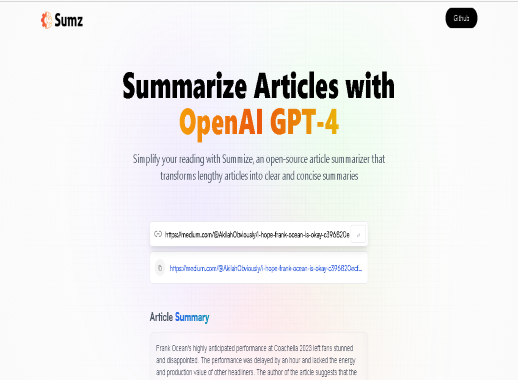 Sumz
Github
Summarize Articles with
OpenAI GPT-4
Simplify your reading with Summize, an open-source article summarizer that
transforms lengthy articles into clear and concise summaries
https://medium.com/@AkilahObviously/i-hope-frank-ocean-is-okay-c396820e
https://medium.com/@AkilahObviously/i-hope-frank-ocean-is-okay-c396820ecf...
Article Summary
Frank Ocean's highly anticipated performance at Coachella 2023 left fans stunned
and disappointed. The performance was delayed by an hour and lacked the energy
and production value of other headliners. The author of the article suggests that the